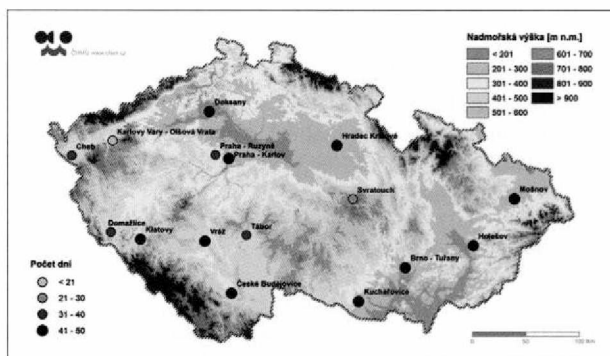 ČHMÚ www.chmi.cz
Nadmořská výška [m n.m.]
< 201
201 - 300
301 - 400
401 - 500
501 - 600
601 - 700
701 - 800
801 - 900
> 900
Doksany
Karlovy Vary - Olšová Vrata
Hradec Králové
Cheb
Praha - Ruzyně
Praha - Karlov
Svratouch
Mošnov
Domažlice
Klatovy
Vráž
Tábor
Holešov
Brno - Tuřany
České Budějovice
Kuchařovice
Počet dní
< 21
21 - 30
31 - 40
41 - 50
0
50
100 km